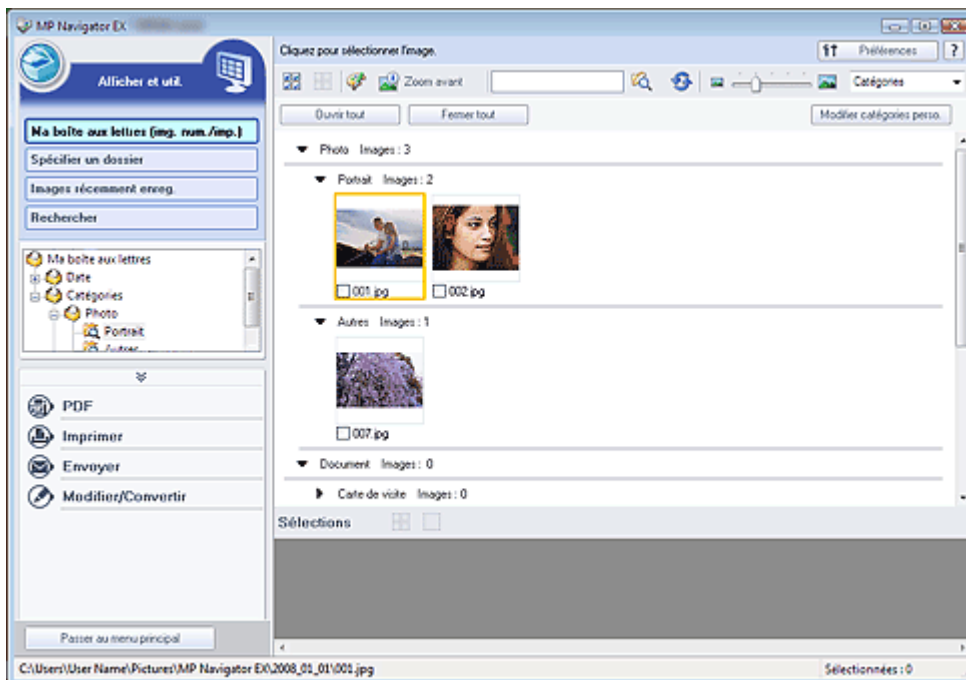 MP Navigator EX
Afficher et util.
Ma boîte aux lettres (img. num./imp.)
Spécifier un dossier
Images récemment enreg.
Rechercher
Ma boîte aux lettres
Date
Catégories
Photo
Portrait
Autres
PDF
Imprimer
Envoyer
Modifier/Convertir
Passer au menu principal
Cliquez pour sélectionner l'image.
Préférences ?
Zoom avant
Catégories
Ouvrir tout Fermer tout Modifier catégories perso.
Photo Images : 3
Portrait Images : 2
001.jpg 002.jpg
Autres Images : 1
007.jpg
Document Images : 0
Carte de visite Images : 0
Sélections
C:\Users\User Name\Pictures\MP Navigator EX\2008_01_01\001.jpg Sélectionnées : 0